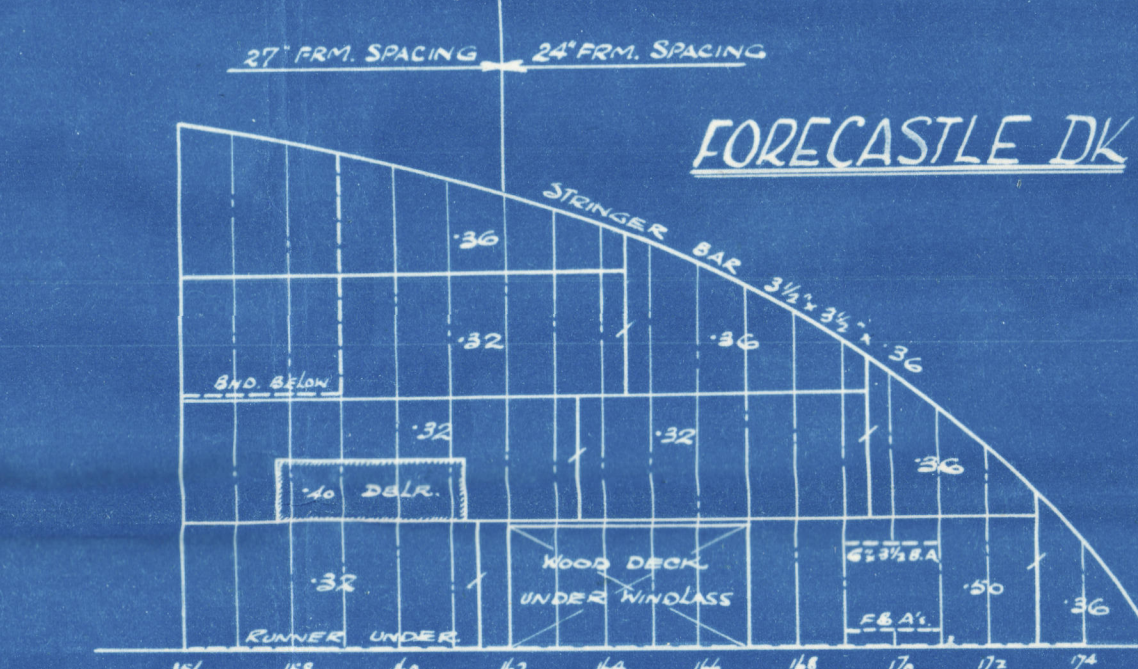 27" FRM. SPACING
24" FRM. SPACING
FORECASTLE DK
STRINGER BAR 3½" x 3½" x .36
.36
.32
.36
BHD. BELOW
.32
.32
.36
.40 DBLR.
WOOD DECK
UNDER WINDLASS
6" x 3½ B.A
.32
.50
.36
F.B A's.
RUNNER UNDER.
158
162
164
166
168
170
172
174